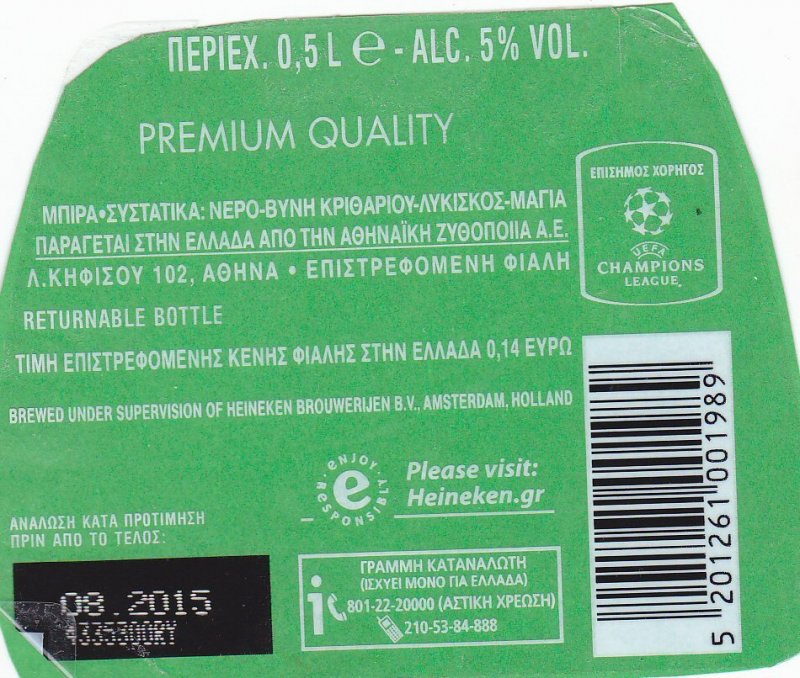 ΠΕΡΙΕΧ. 0,5 L e - ALC. 5% VOL.
PREMIUM QUALITY
ΕΠΙΣΗΜΟΣ ΧΟΡΗΓΟΣ
UEFA
CHAMPIONS
LEAGUE
ΜΠΙΡΑ•ΣΥΣΤΑΤΙΚΑ: ΝΕΡΟ-ΒΥΝΗ ΚΡΙΘΑΡΙΟΥ-ΛΥΚΙΣΚΟΣ-ΜΑΓΙΑ
ΠΑΡΑΓΕΤΑΙ ΣΤΗΝ ΕΛΛΑΔΑ ΑΠΟ ΤΗΝ ΑΘΗΝΑΪΚΗ ΖΥΘΟΠΟΙΙΑ Α.Ε.
Λ.ΚΗΦΙΣΟΥ 102, ΑΘΗΝΑ • ΕΠΙΣΤΡΕΦΟΜΕΝΗ ΦΙΑΛΗ
RETURNABLE BOTTLE
ΤΙΜΗ ΕΠΙΣΤΡΕΦΟΜΕΝΗΣ ΚΕΝΗΣ ΦΙΑΛΗΣ ΣΤΗΝ ΕΛΛΑΔΑ 0,14 ΕΥΡΩ
BREWED UNDER SUPERVISION OF HEINEKEN BROUWERIJEN B.V., AMSTERDAM, HOLLAND
eNJOY
ReSPONSIBLY
e
Please visit:
Heineken.gr
ΑΝΑΛΩΣΗ ΚΑΤΑ ΠΡΟΤΙΜΗΣΗ
ΠΡΙΝ ΑΠΟ ΤΟ ΤΕΛΟΣ:
08.2015
ΓΡΑΜΜΗ ΚΑΤΑΝΑΛΩΤΗ
(ΙΣΧΥΕΙ ΜΟΝΟ ΓΙΑ ΕΛΛΑΔΑ)
801-22-20000 (ΑΣΤΙΚΗ ΧΡΕΩΣΗ)
210-53-84-888
5 201261 001989